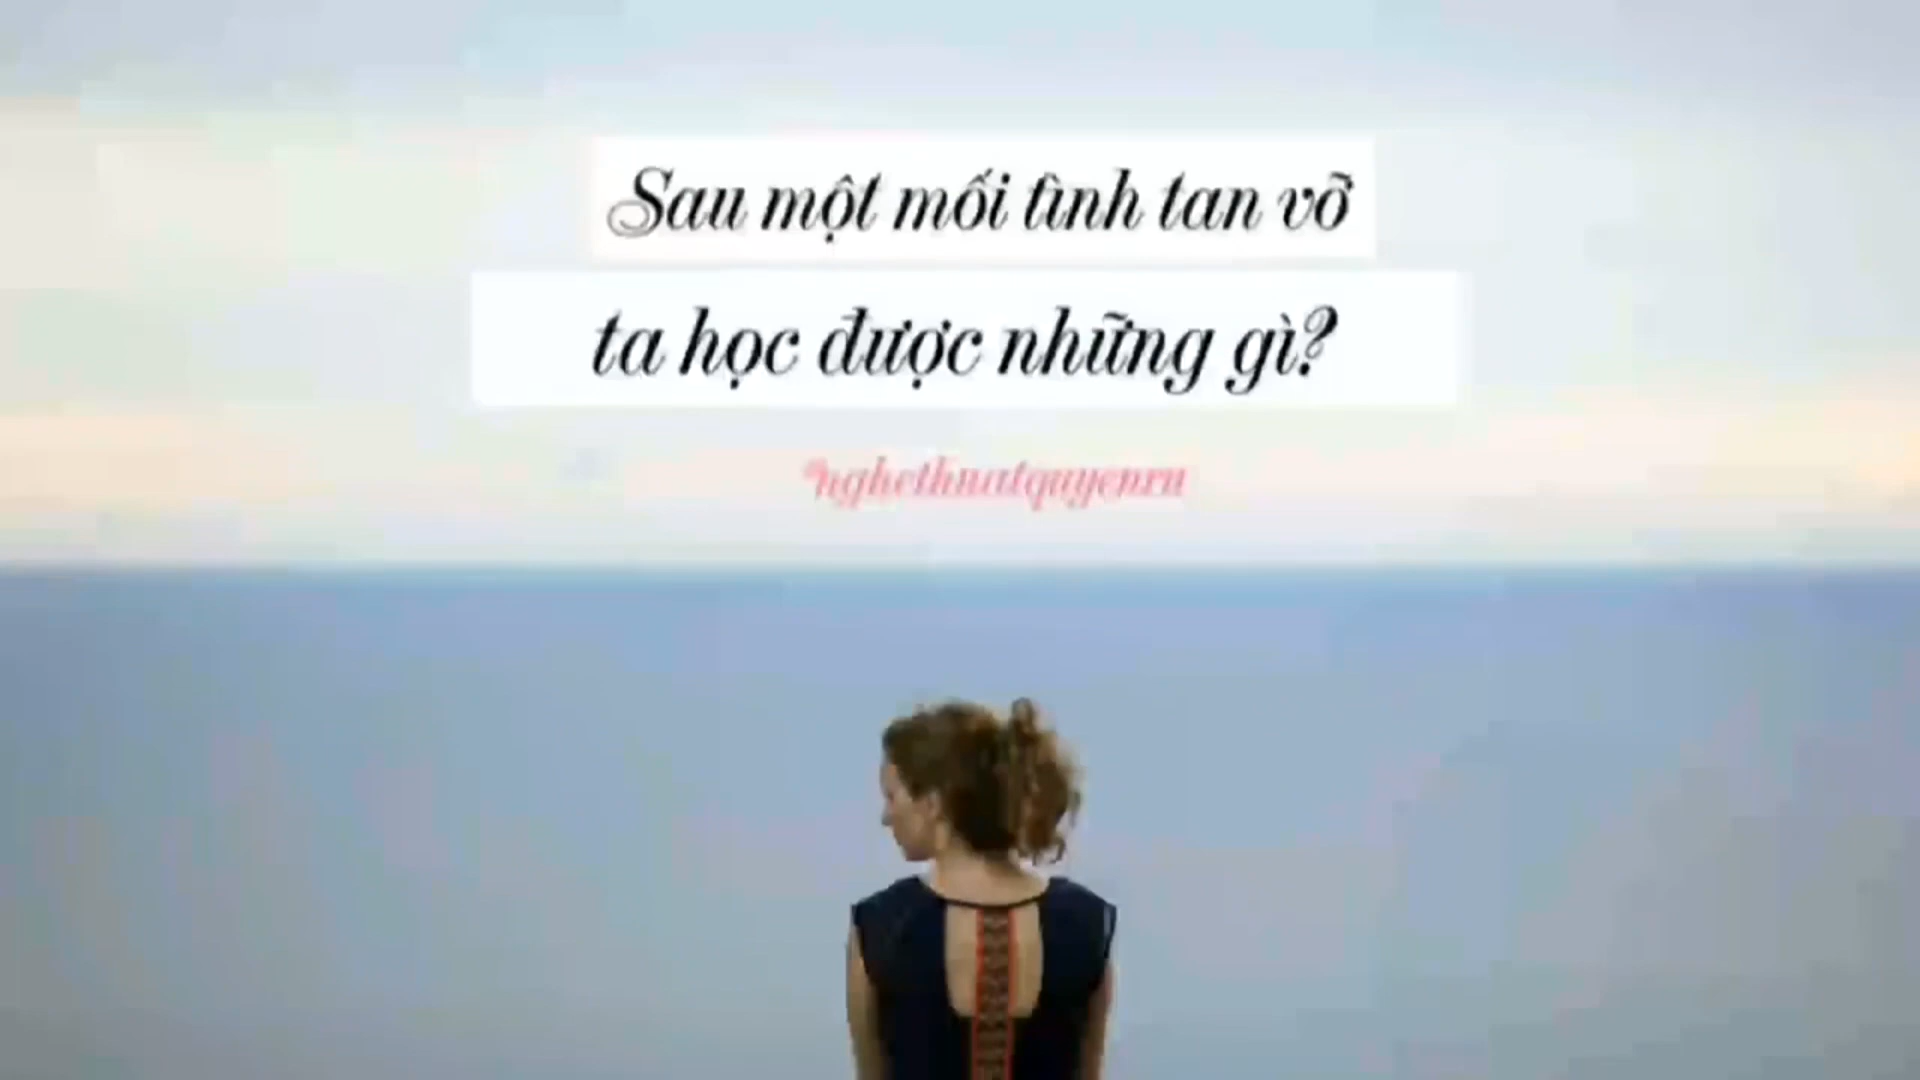 Sau một mối tình tan vỡ
ta học được những gì?
#nghethuatquyenru